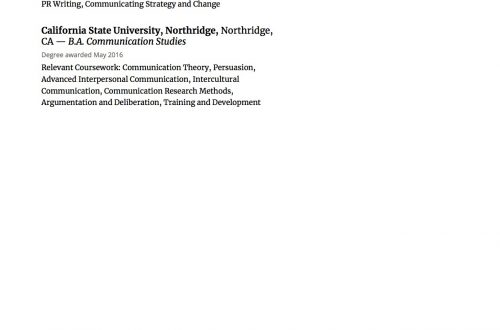 PR Writing, Communicating Strategy and Change
California State University, Northridge, Northridge,
CA — B.A. Communication Studies
Degree awarded May 2016
Relevant Coursework: Communication Theory, Persuasion,
Advanced Interpersonal Communication, Intercultural
Communication, Communication Research Methods,
Argumentation and Deliberation, Training and Development